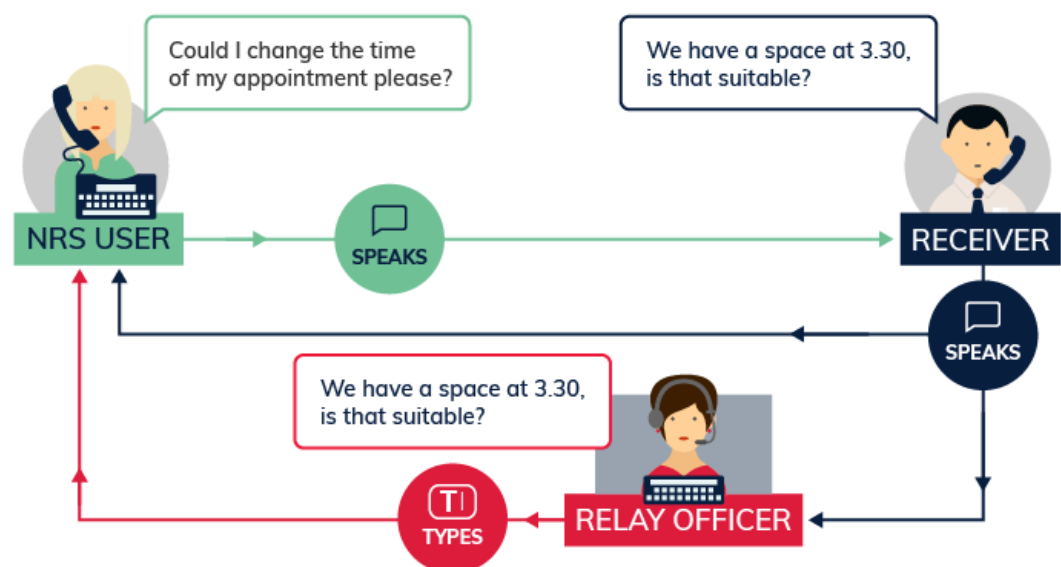 Could I change the time
of my appointment please?
We have a space at 3.30,
is that suitable?
NRS USER
SPEAKS
RECEIVER
SPEAKS
We have a space at 3.30,
is that suitable?
T
TYPES
RELAY OFFICER